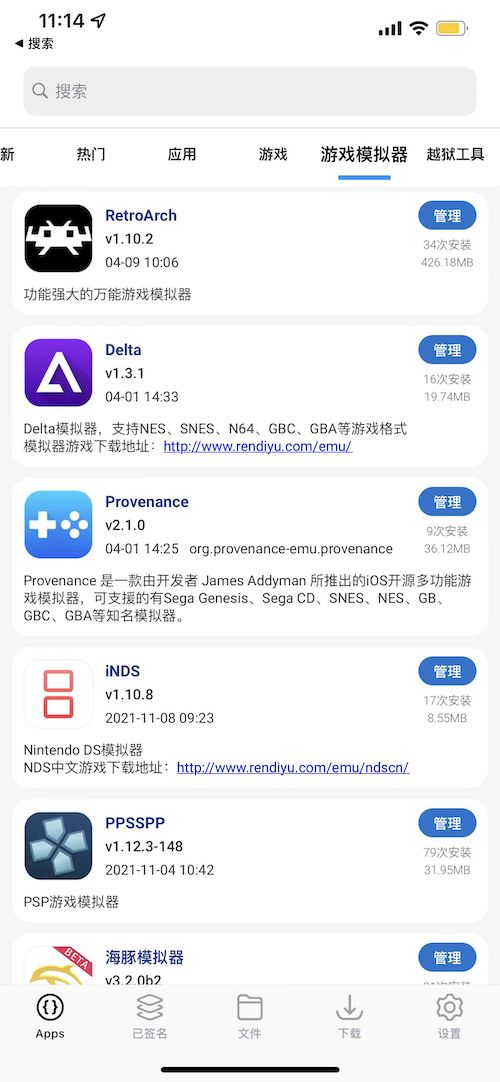 11:14
搜索
搜索
新 热门 应用 游戏 游戏模拟器 越狱工具
RetroArch
管理
v1.10.2
34次安装
04-09 10:06
426.18MB
功能强大的万能游戏模拟器
Delta
管理
v1.3.1
16次安装
04-01 14:33
19.74MB
Delta模拟器，支持NES、SNES、N64、GBC、GBA等游戏格式
模拟器游戏下载地址：http://www.rendiyu.com/emu/
Provenance
管理
v2.1.0
9次安装
04-01 14:25 org.provenance-emu.provenance
36.12MB
Provenance 是一款由开发者 James Addyman 所推出的iOS开源多功能游
戏模拟器，可支援的有Sega Genesis、Sega CD、SNES、NES、GB、
GBC、GBA等知名模拟器。
iNDS
管理
v1.10.8
17次安装
2021-11-08 09:23
8.55MB
Nintendo DS模拟器
NDS中文游戏下载地址：http://www.rendiyu.com/emu/ndscn/
PPSSPP
管理
v1.12.3-148
79次安装
2021-11-04 10:42
31.95MB
PSP游戏模拟器
BETA
海豚模拟器
管理
v3.2.0b2
Apps 已签名 文件 下载 设置